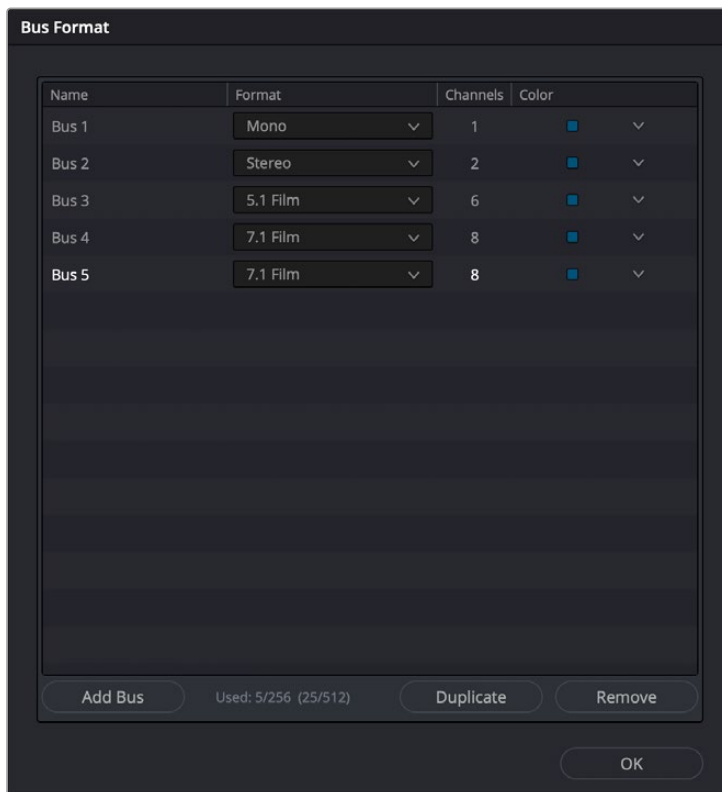 Bus Format
Name Format Channels Color
Bus 1 Mono 1
Bus 2 Stereo 2
Bus 3 5.1 Film 6
Bus 4 7.1 Film 8
Bus 5 7.1 Film 8
Add Bus Used: 5/256 (25/512) Duplicate Remove
OK